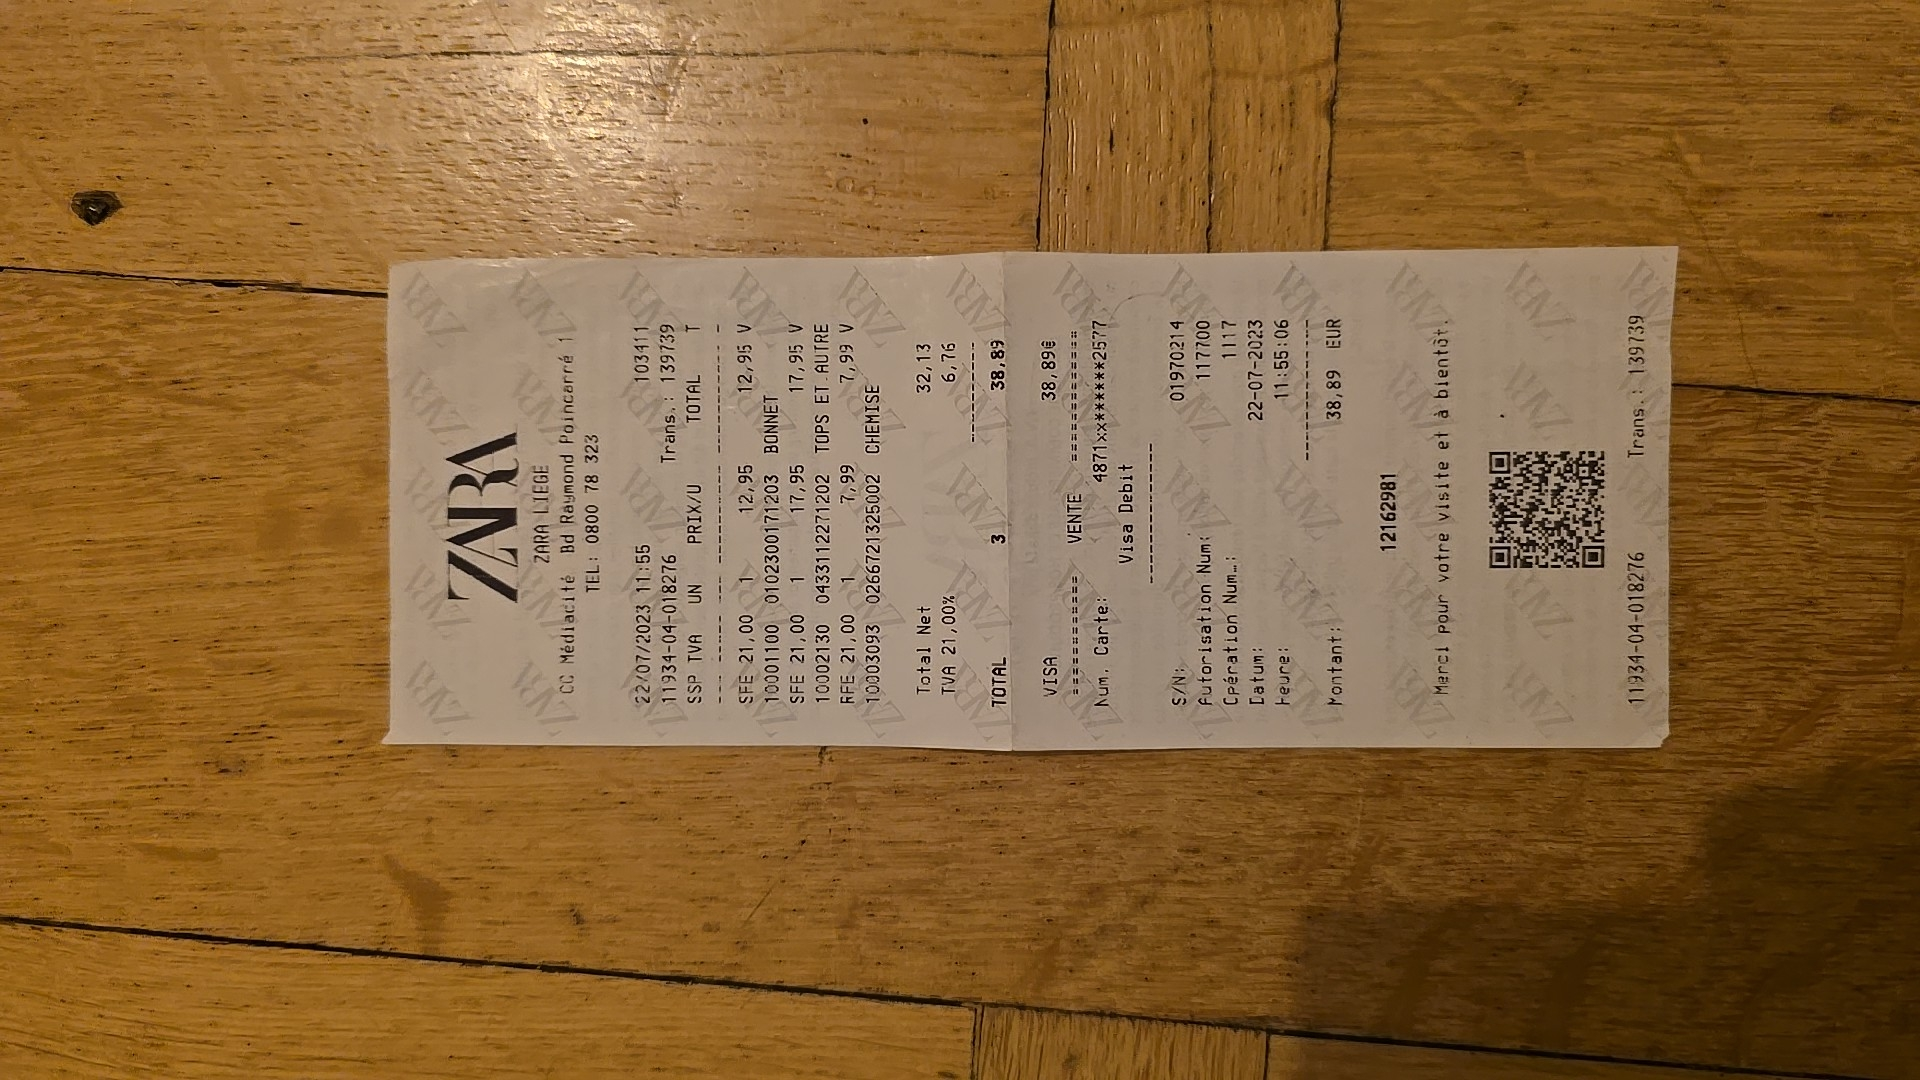 ZARA
ZARA LIEGE
CC Médiacité Bd Raymond Poincarré 1
TEL.: 0800 78 323
22/07/2023 11:55 103411
11934-04-018276 Trans.: 139739
SSP TVA UN PRIX/U TOTAL T
--- ----- ---- -------- -------- -
SFE 21,00 1 12,95 12,95 V
10001100 01023001712O3 BONNET
SFE 21,00 1 17,95 17,95 V
10002130 04331122271202 TOPS ET AUTRE
RFE 21,00 1 7,99 7,99 V
10003093 02667213250O2 CHEMISE
Total Net 32,13
TVA 21,00% 6,76
----------
TOTAL 3 38,89
VISA 38,89€
========== VENTE ============
Num. Carte: 4871xx********2577
Visa Debit
--------------
S/N: 01970214
Autorisation Num: 117700
Opération Num.: 1117
Datum: 22-07-2023
Heure: 11:55:06
--------------
Montant: 38,89 EUR
12162981
Merci pour votre visite et à bientôt.
11934-04-018276 Trans.: 139739